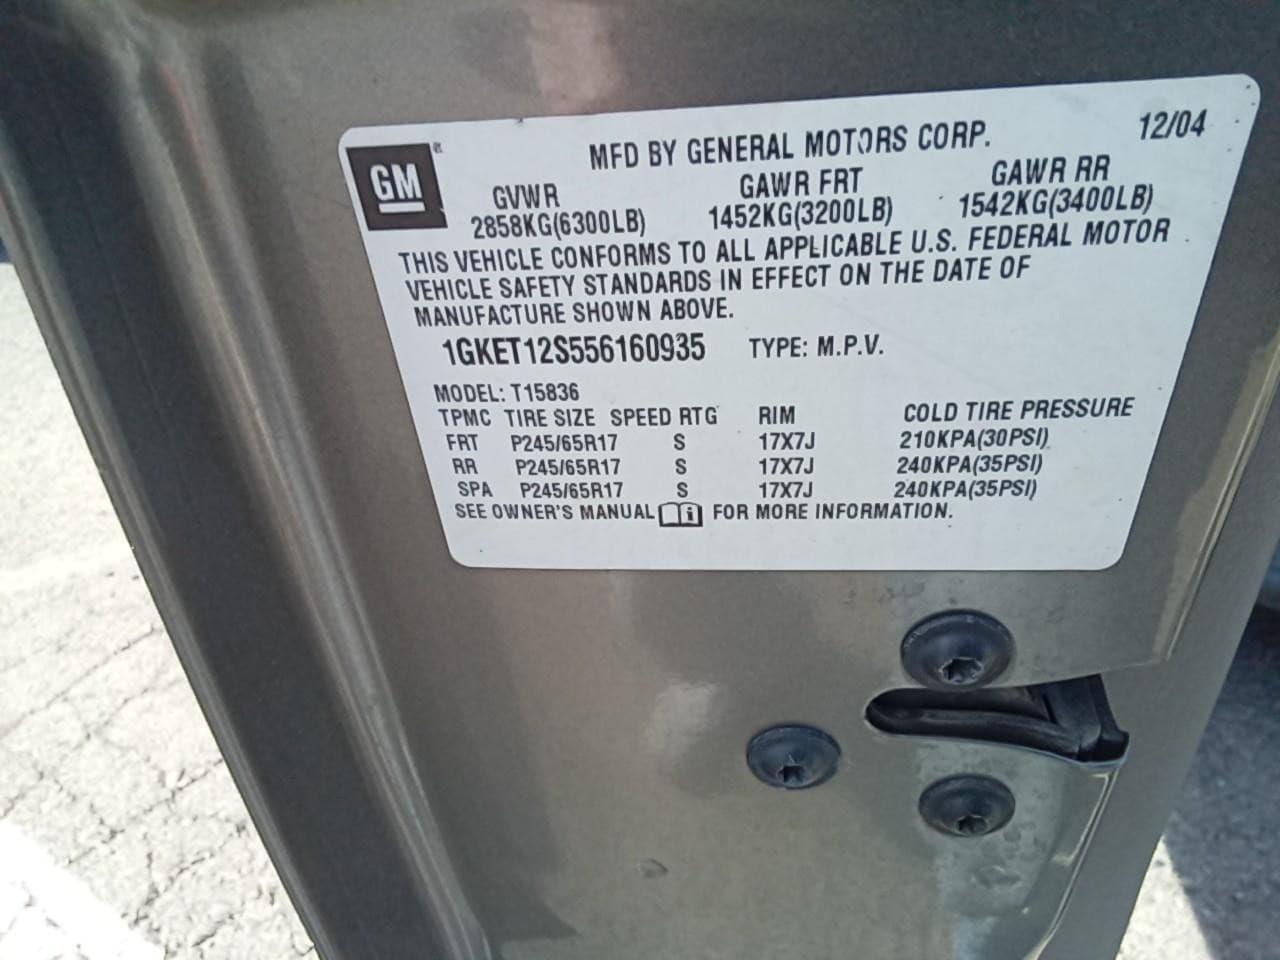 MFD BY GENERAL MOTORS CORP. 12/04
GM®
GVWR GAWR FRT GAWR RR
2858KG(6300LB) 1452KG(3200LB) 1542KG(3400LB)
THIS VEHICLE CONFORMS TO ALL APPLICABLE U.S. FEDERAL MOTOR
VEHICLE SAFETY STANDARDS IN EFFECT ON THE DATE OF
MANUFACTURE SHOWN ABOVE.
1GKET12S556160935 TYPE: M.P.V.
MODEL: T15836
TPMC TIRE SIZE SPEED RTG RIM COLD TIRE PRESSURE
FRT P245/65R17 S 17X7J 210KPA(30PSI)
RR P245/65R17 S 17X7J 240KPA(35PSI)
SPA P245/65R17 S 17X7J 240KPA(35PSI)
SEE OWNER'S MANUAL i FOR MORE INFORMATION.